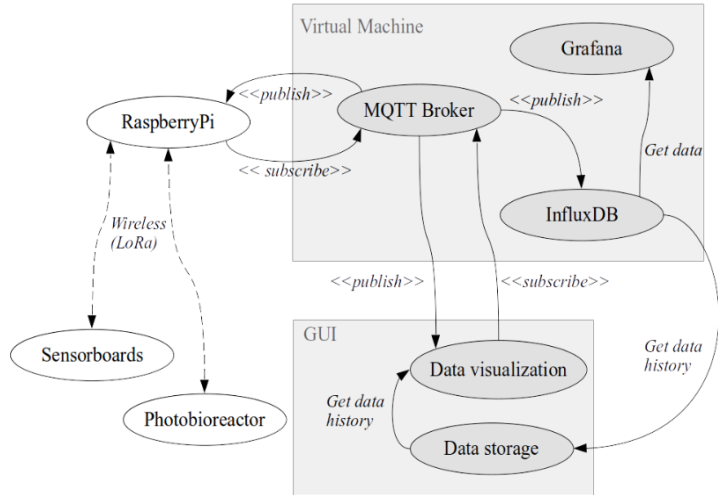 Virtual Machine
Grafana
<<publish>>
MQTT Broker
<<publish>>
RaspberryPi
<< subscribe>>
Get data
InfluxDB
Wireless
(LoRa)
<<publish>>
<<subscribe>>
GUI
Sensorboards
Data visualization
Get data
history
Get data
history
Photobioreactor
Data storage